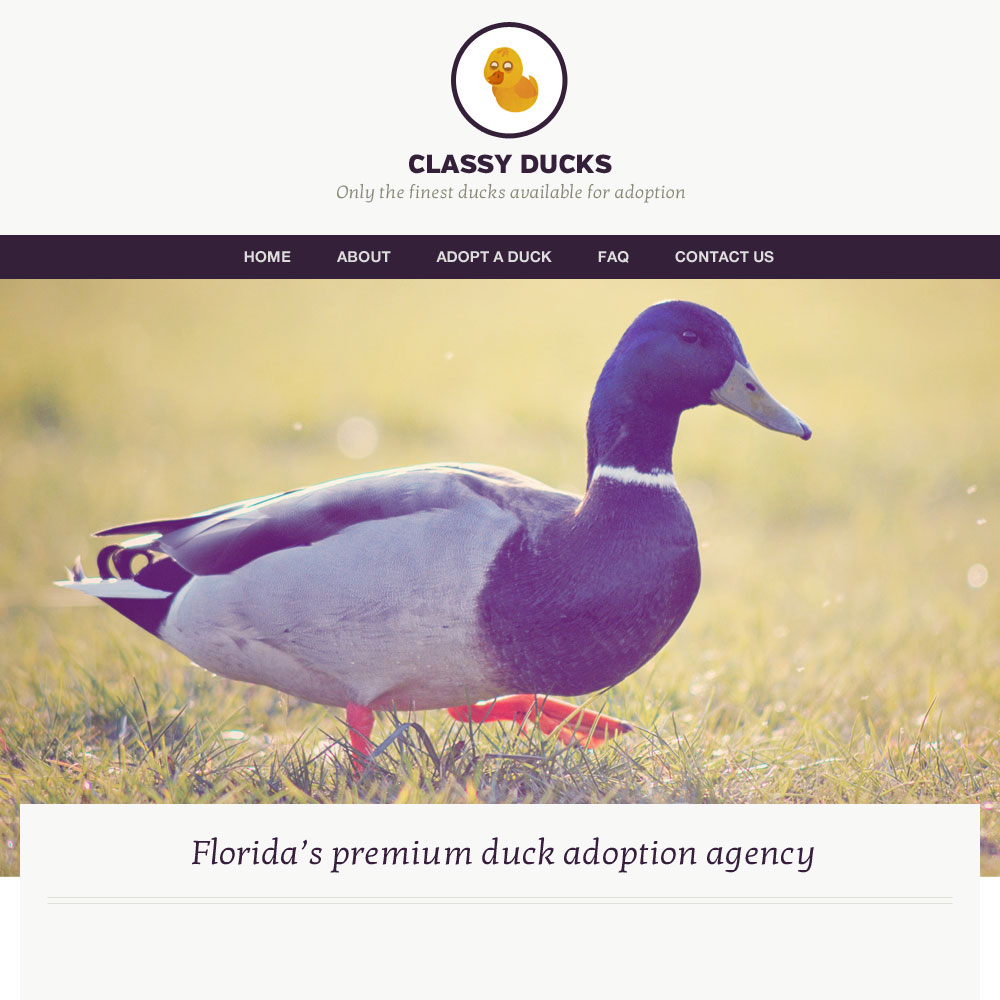 CLASSY DUCKS
Only the finest ducks available for adoption
HOME ABOUT ADOPT A DUCK FAQ CONTACT US
Florida’s premium duck adoption agency